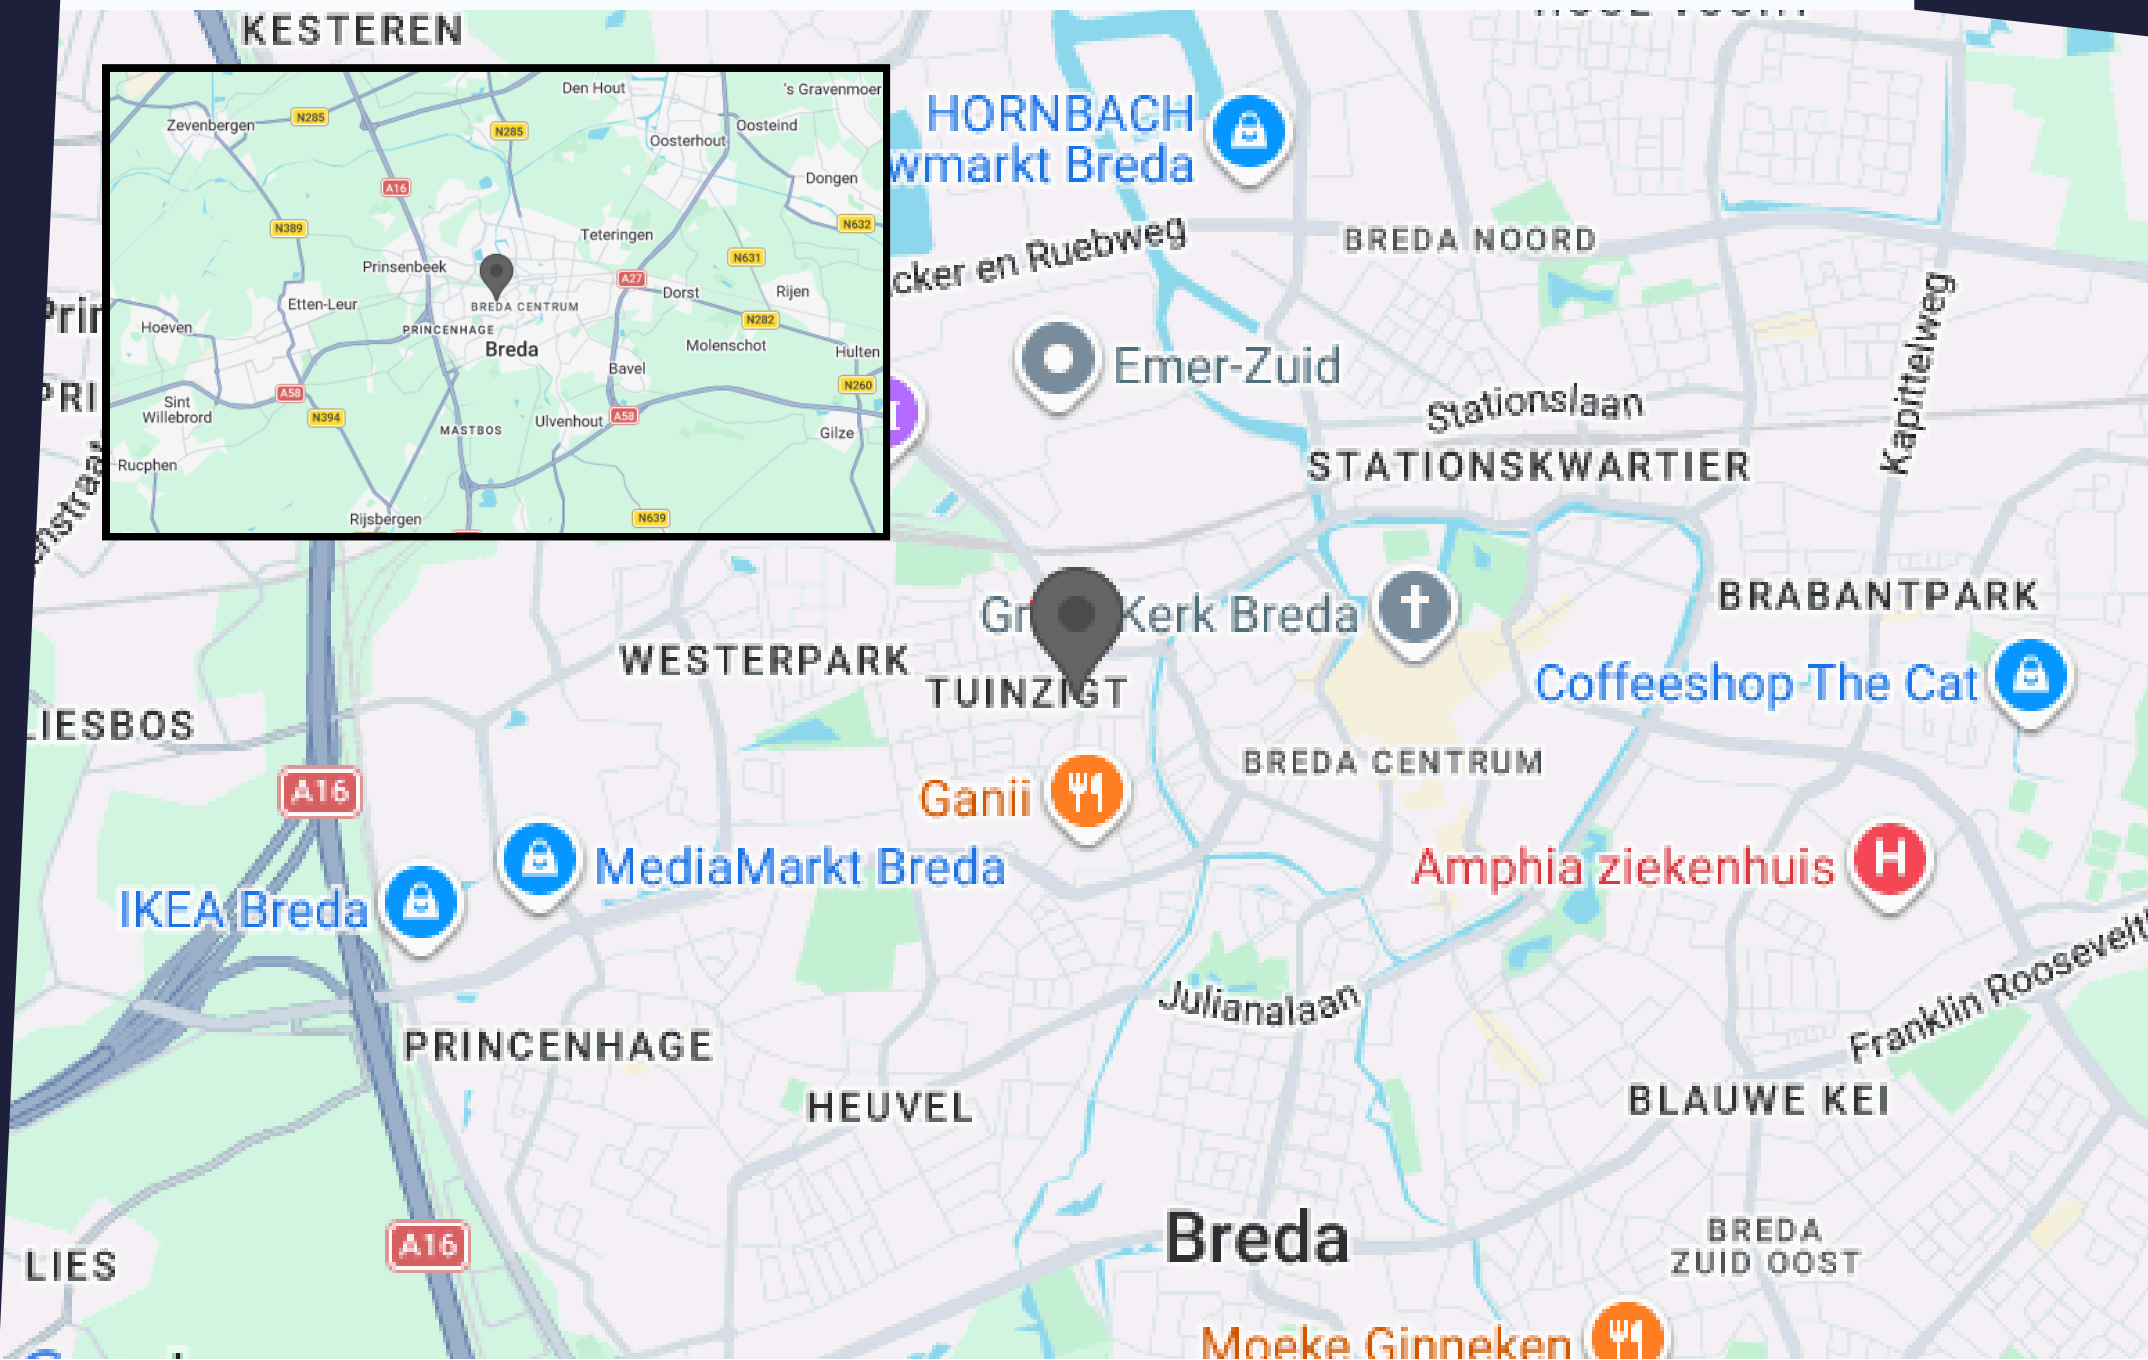 KESTEREN
HORNBACH
wmarkt Breda
BREDA NOORD
cker en Ruebweg
Kapittelweg
Emer-Zuid
Stationslaan
STATIONSKWARTIER
BRABANTPARK
Kerk Breda
WESTERPARK
TUINZIGT
Coffeeshop The Cat
LIESBOS
BREDA CENTRUM
A16
Ganii
MediaMarkt Breda
Amphia ziekenhuis
H
IKEA Breda
Julianalaan
Franklin Roosevelt
PRINCENHAGE
HEUVEL
BLAUWE KEI
Breda
BREDA
ZUID OOST
A16
LIES
Moeke Ginneken
Den Hout
's Gravenmoer
N285
Zevenbergen
N285
Oosteind
Oosterhout
A16
Dongen
N389
N632
Teteringen
N631
Prinsenbeek
A27
Dorst
Rijen
Etten-Leur
BREDA CENTRUM
N282
Hoeven
PRINCENHAGE
Breda
Molenschot
Hulten
Bavel
N260
A58
Sint
Willebrord
N394
Ulvenhout
A58
MASTBOS
Gilze
Rucphen
Rijsbergen
N639